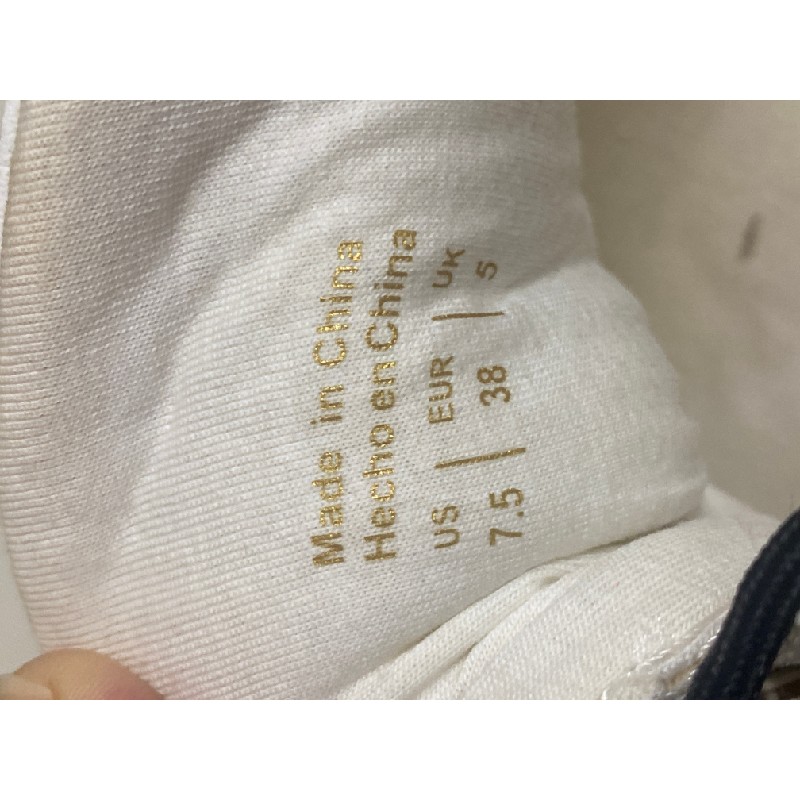 Made in China
Hecho en China
US | EUR | UK
7.5 | 38 | 5